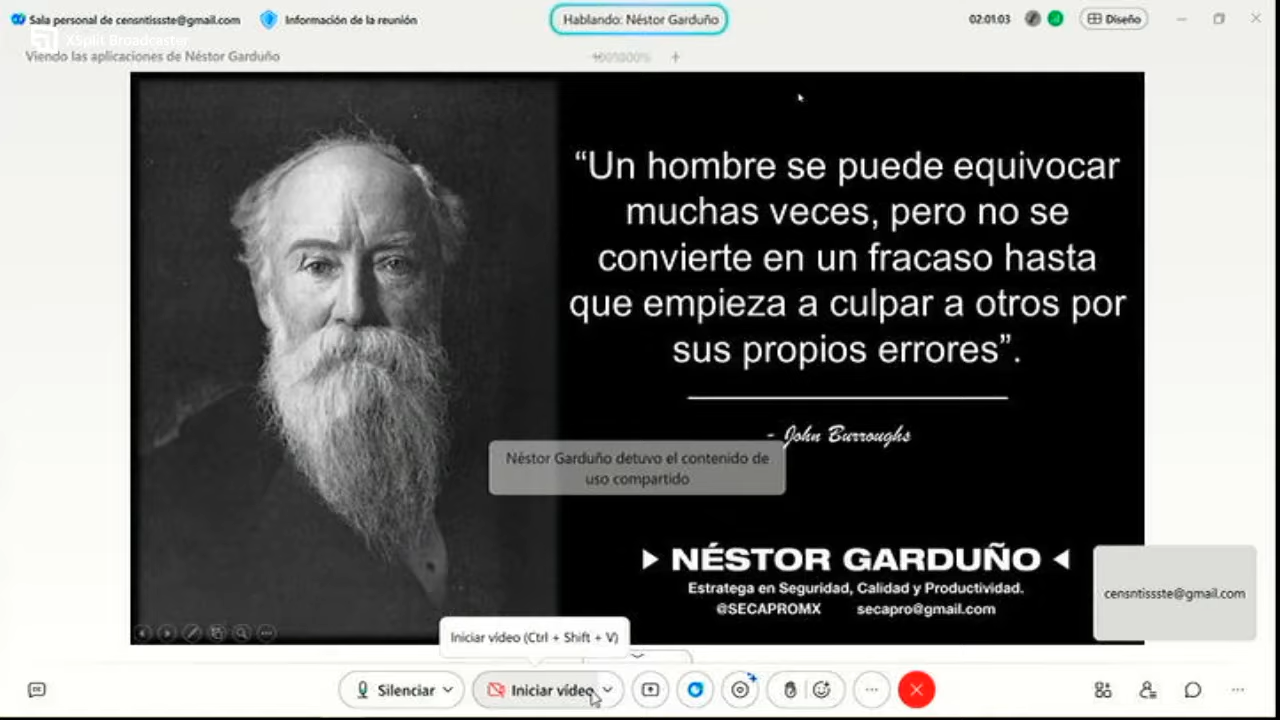 Sala personal de censntissste@gmail.com
Información de la reunión
Hablando: Néstor Garduño
02.01.03
Diseño
XSplit Broadcaster
Viendo las aplicaciones de Néstor Garduño
“Un hombre se puede equivocar
muchas veces, pero no se
convierte en un fracaso hasta
que empieza a culpar a otros por
sus propios errores”.
- John Burroughs
Néstor Garduño detuvo el contenido de
uso compartido
NÉSTOR GARDUÑO
Estratega en Seguridad, Calidad y Productividad.
@SECAPROMX secapro@gmail.com
censntissste@gmail.com
Iniciar vídeo (Ctrl + Shift + V)
Silenciar
Iniciar vídeo